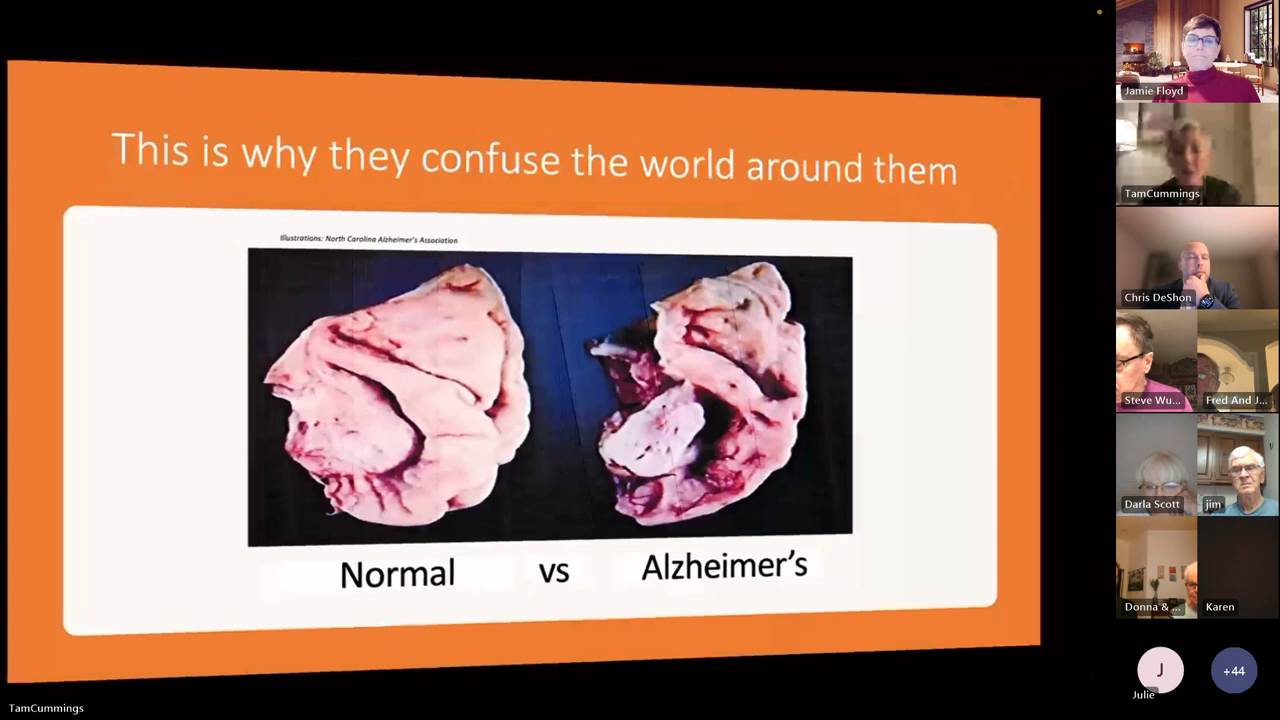 This is why they confuse the world around them
Illustrations: North Carolina Alzheimer's Association
Normal vs Alzheimer's
TamCummings
Jamie Floyd
TamCummings
Chris DeShon
Steve Wu...
Fred And J...
Darla Scott
jim
Donna & ...
Karen
J
+44
Julie